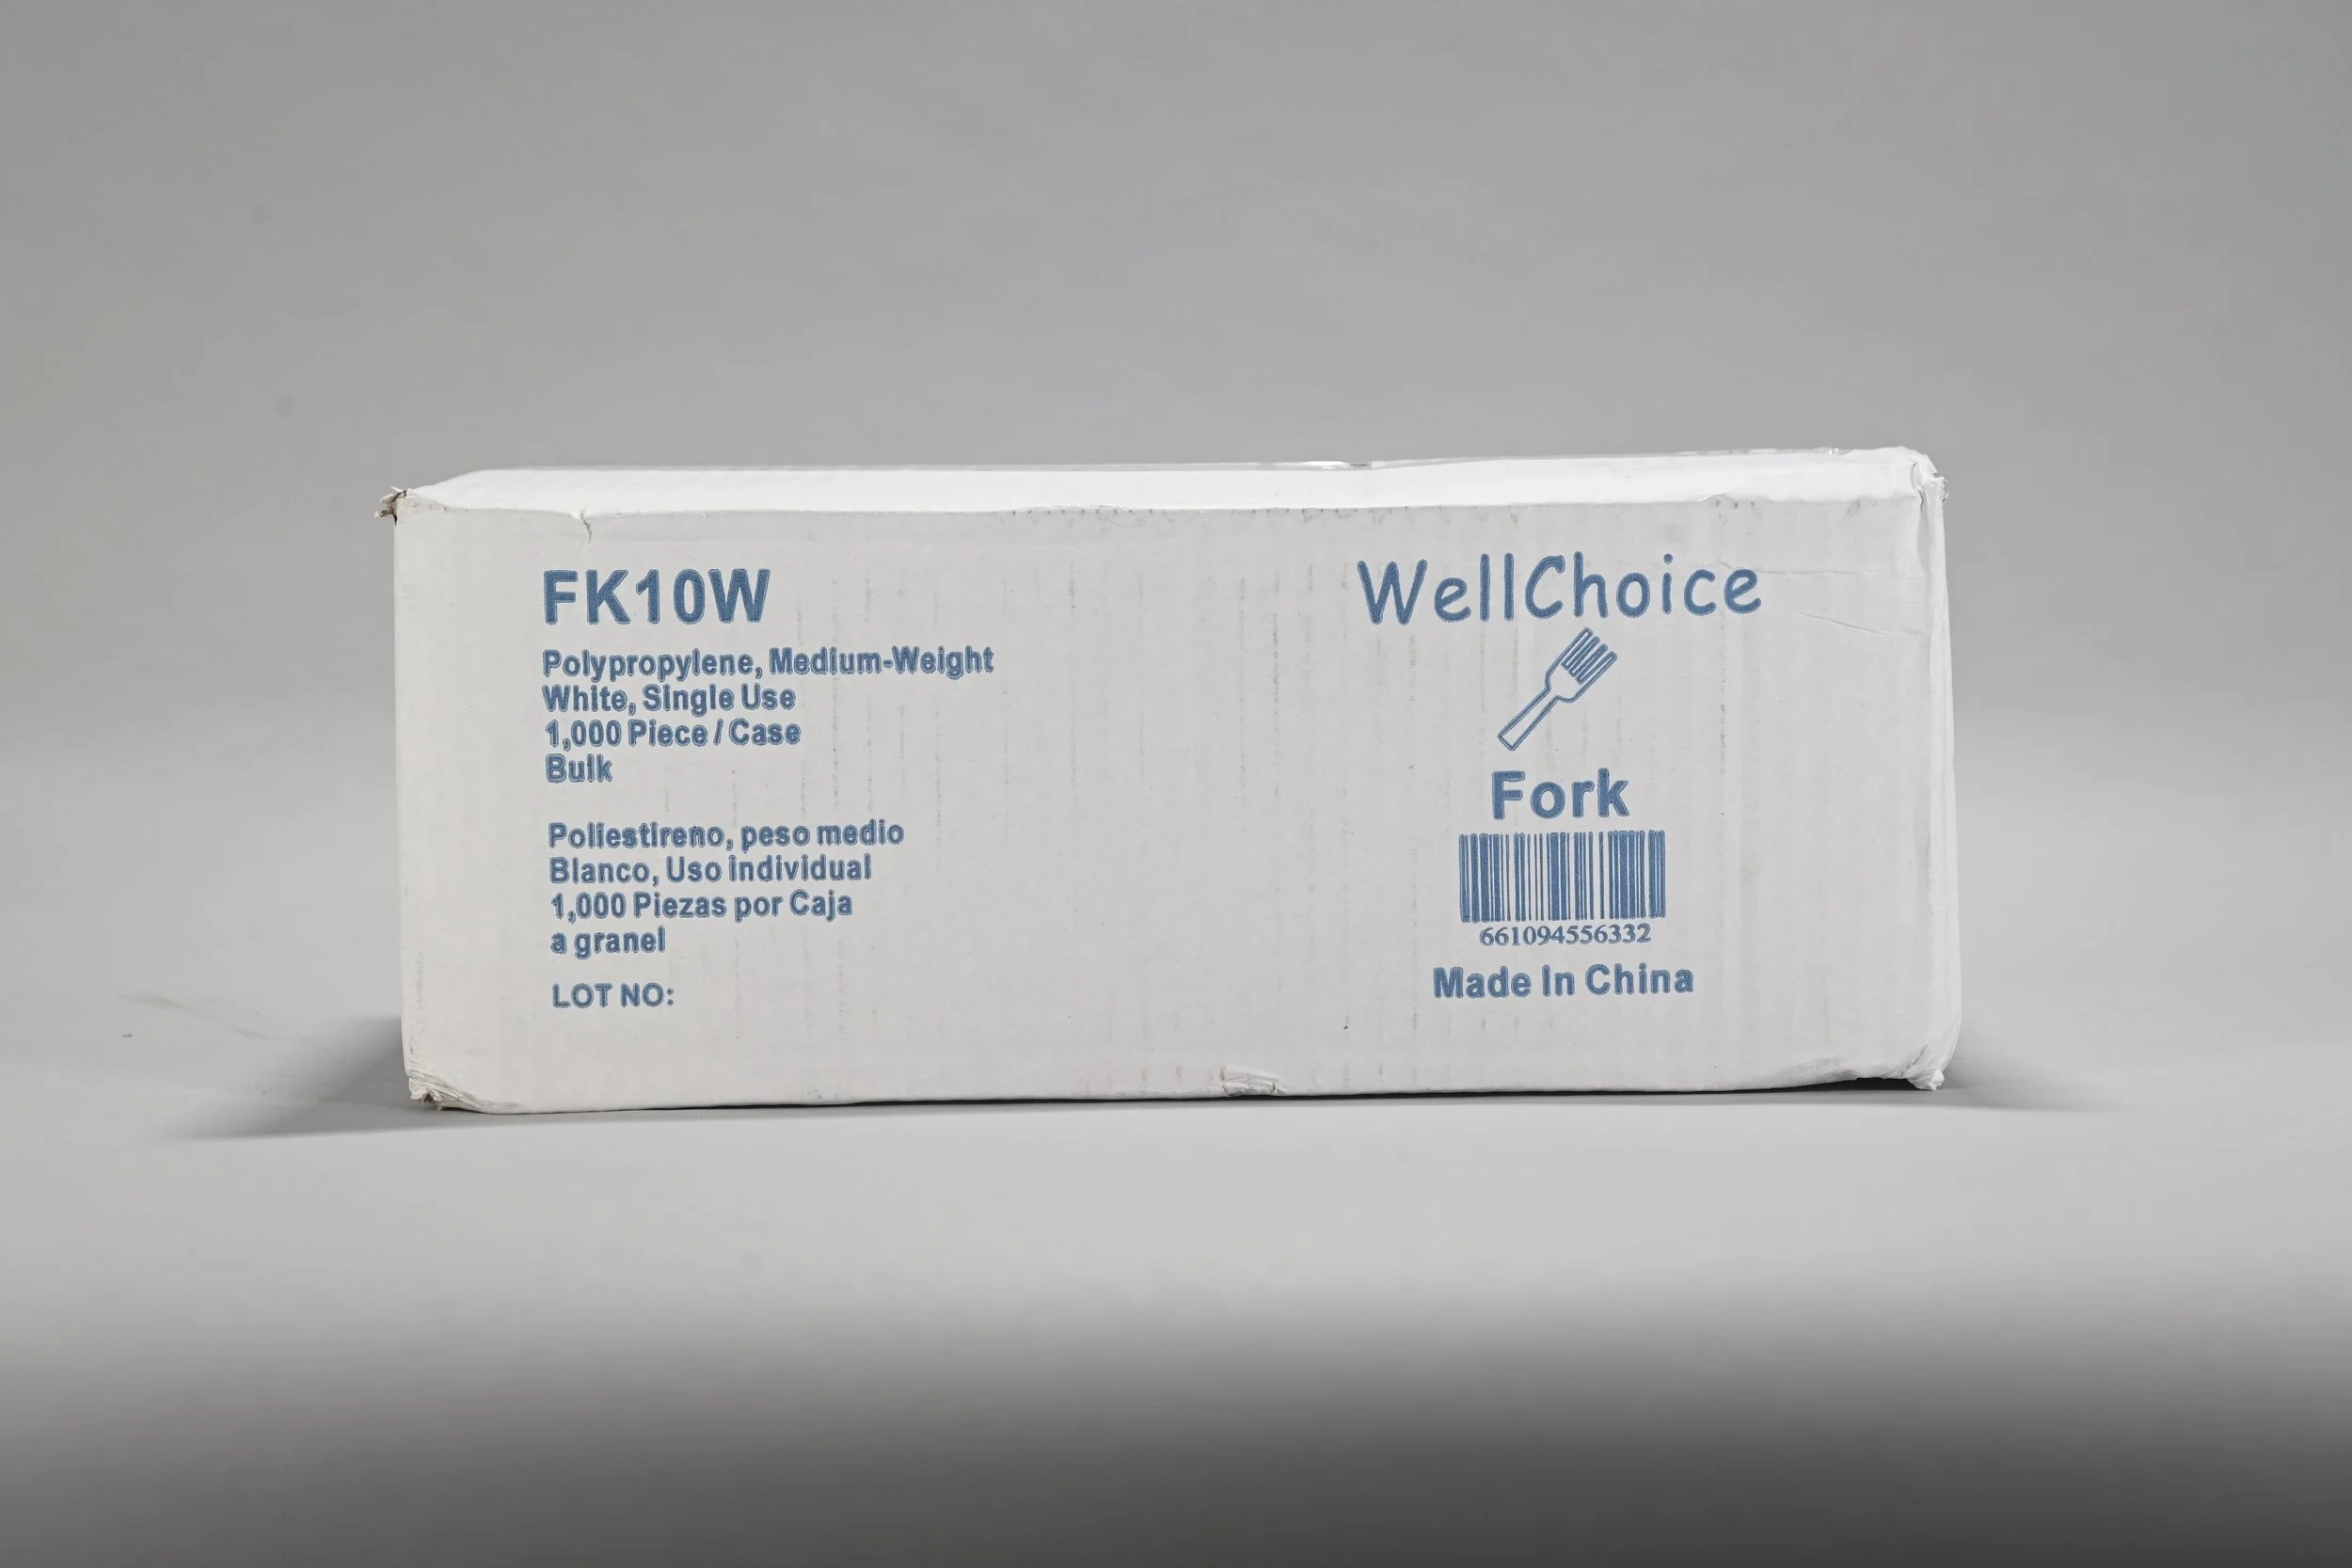 FK10W
Polypropylene, Medium-Weight
White, Single Use
1,000 Piece / Case
Bulk
Poliestireno, peso medio
Blanco, Uso individual
1,000 Piezas por Caja
a granel
LOT NO:
WellChoice
Fork
661094556332
Made In China